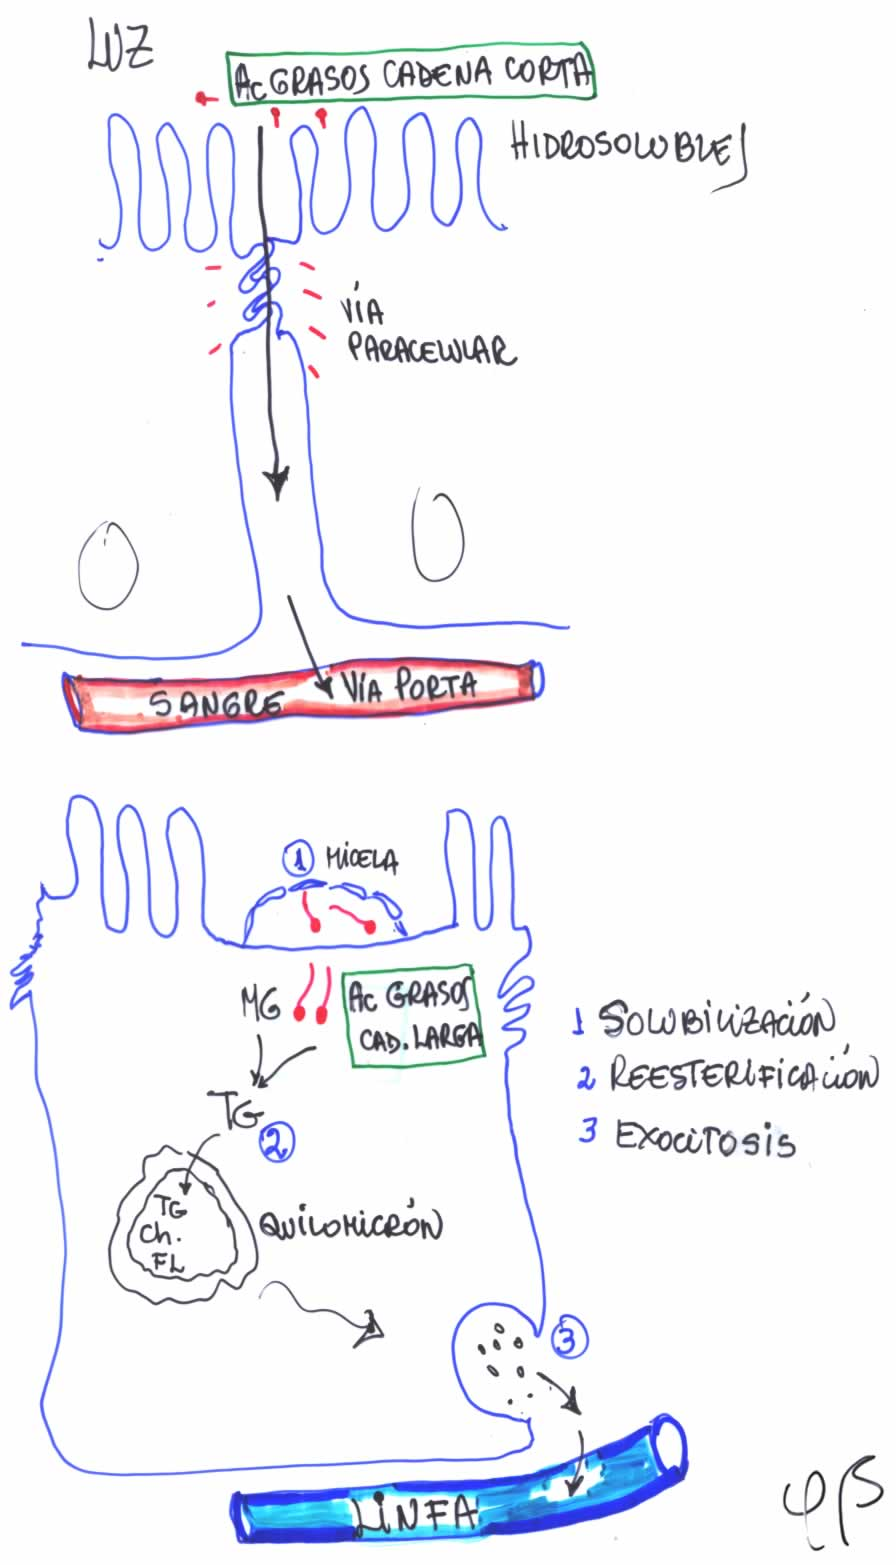 LUZ
Ac GRASOS CADENA CORTA
HIDROSOLUBLES
VÍA
PARACELULAR
SANGRE VÍA PORTA
1 MICELA
MG
Ac GRASOS
CAD. LARGA
TG
2
TG
Ch.
FL
QUILOMICRÓN
1 SOLUBILIZACIÓN
2 REESTERIFICACIÓN
3 EXOCITOSIS
3
LINFA